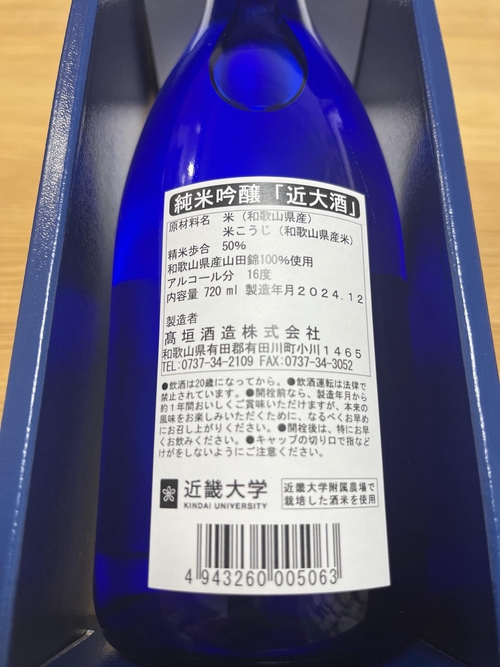 純米吟醸「近大酒」
原材料名 米(和歌山県産)
米こうじ(和歌山県産米)
精米歩合 50%
和歌山県産山田錦100%使用
アルコール分 16度
内容量 720 ml 製造年月2024.12
製造者
髙垣酒造株式会社
和歌山県有田郡有田川町小川1465
TEL:0737-34-2109 FAX:0737-34-3052
●飲酒は20歳になってから。●飲酒運転は法律で
禁止されています。●開栓前なら、製造年月から
約1年間おいしくご賞味いただけますが、本来の
風味をお楽しみいただくために、なるべくお早め
にお召し上がりください。●開栓後は、特にお早
くお飲みください。●キャップの切り口で指など
けがをしないようにご注意ください。
近畿大学
KINDAI UNIVERSITY
近畿大学附属農場で
栽培した酒米を使用
4 943260 005063